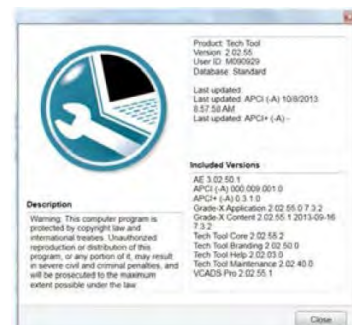 Product: Tech Tool
Version: 2.02.55
User ID: M090929
Database: Standard
Last updated:
Last updated: APCI (-A) 10/8/2013
8:57:58 AM
Last updated: APCI+ (-A) -
Included Versions
AE 3.02.50.1
APCI (-A) 000.009.001.0
APCI+ (-A) 0.3.1.0
Grade-X Application 2.02.55.0 7.3.2
Grade-X Content 2.02.55.1 2013-09-16
7.3.2
Tech Tool Core 2.02.55.2
Tech Tool Branding 2.02.50.0
Tech Tool Help 2.02.03.0
Tech Tool Maintenance 2.02.40.0
VCADS Pro 2.02.55.1
Description
Warning: This computer program is
protected by copyright law and
international treaties. Unauthorized
reproduction or distribution of this
program, or any portion of it, may result
in severe civil and criminal penalties, and
will be prosecuted to the maximum
extent possible under the law.
Close